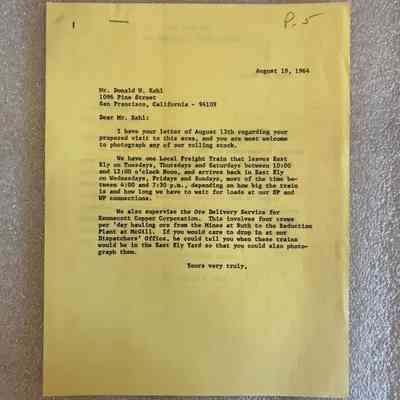 P-5
August 19, 1964
Mr. Donald W. Kehl
1096 Pine Street
San Francisco, California - 94109
Dear Mr. Kehl:
I have your letter of August 13th regarding your
proposed visit to this area, and you are most welcome
to photograph any of our rolling stock.
We have one Local Freight Train that leaves East
Ely on Tuesdays, Thursdays and Saturdays between 10:00
and 12:00 o'clock Noon, and arrives back in East Ely
on Wednesdays, Fridays and Sundays, most of the time be-
tween 4:00 and 7:30 p.m., depending on how big the train
is and how long we have to wait for loads at our SP and
WP connections.
We also supervise the Ore Delivery Service for
Kennecott Copper Corporation. This involves four crews
per day hauling ore from the Mines at Ruth to the Reduction
Plant at McGill. If you would care to drop in at our
Dispatchers' Office, he could tell you when these trains
would be in the East Ely Yard so that you could also photo-
graph them.
Yours very truly,